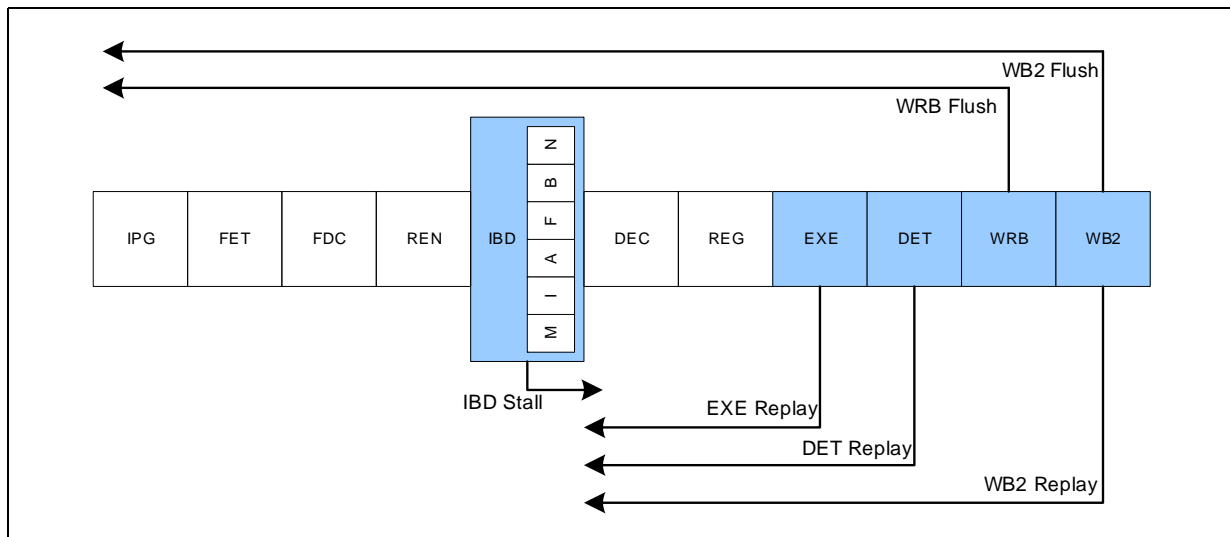 WB2 Flush
WRB Flush
IPG FET FDC REN IBD DEC REG EXE DET WRB WB2
N
B
F
A
I
M
IBD Stall
EXE Replay
DET Replay
WB2 Replay